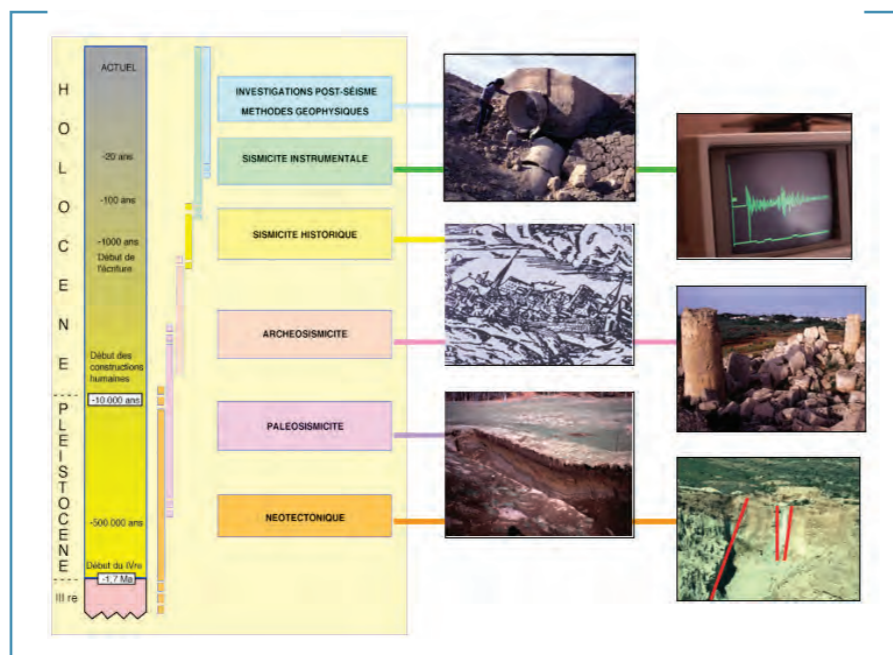 HOLOCENE
PLEISTOCENE
III re
ACTUEL
-20 ans
-100 ans
-1000 ans
Début de
l'écriture
Début des
constructions
humaines
-10.000 ans
-500.000 ans
Début du IVre
-1,7 Ma
INVESTIGATIONS POST-SÉISME
METHODES GEOPHYSIQUES
SISMICITE INSTRUMENTALE
SISMICITE HISTORIQUE
ARCHEOSISMICITE
PALEOSISMICITE
NEOTECTONIQUE